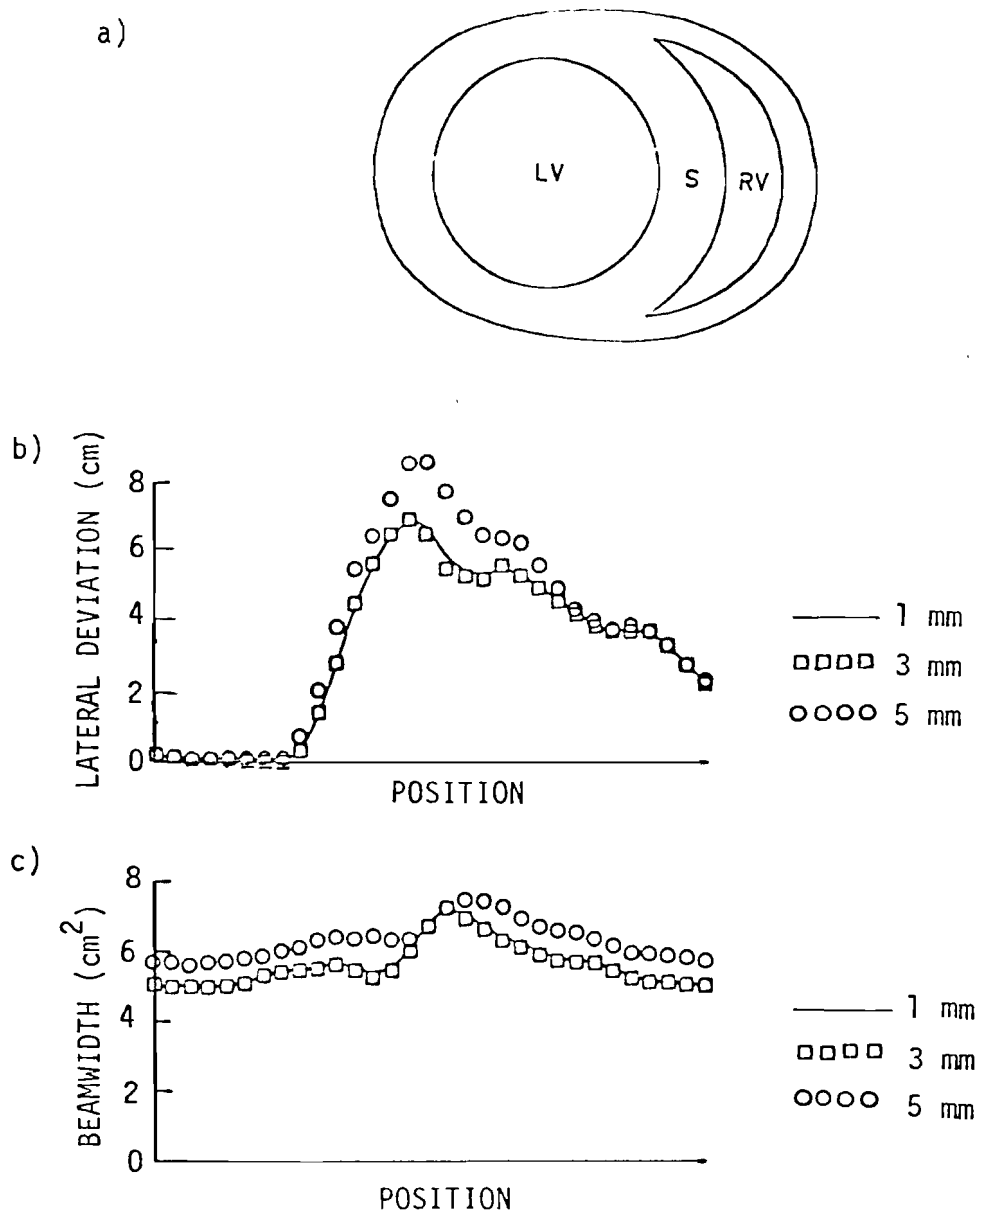 a)
LV S RV
b)
LATERAL DEVIATION (cm)
8
6
4
2
0
POSITION
1 mm
3 mm
5 mm
c)
BEAMWIDTH (cm²)
8
6
4
2
0
POSITION
1 mm
3 mm
5 mm